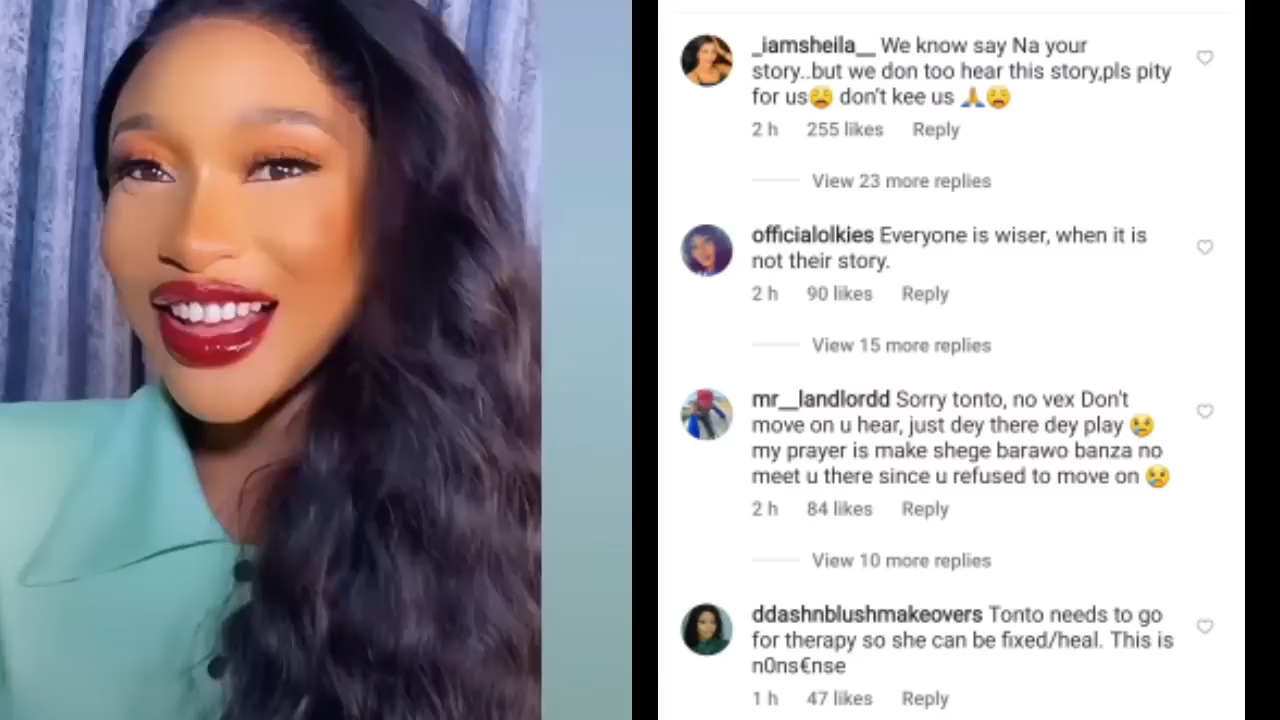 _iamsheila__ We know say Na your
story..but we don too hear this story,pls pity
for us😩 don't kee us 🙏😩
2 h 255 likes Reply
View 23 more replies
officialolkies Everyone is wiser, when it is
not their story.
2 h 90 likes Reply
View 15 more replies
mr__landlordd Sorry tonto, no vex Don't
move on u hear, just dey there dey play 😢
my prayer is make shege barawo banza no
meet u there since u refused to move on 😢
2 h 84 likes Reply
View 10 more replies
ddashnblushmakeovers Tonto needs to go
for therapy so she can be fixed/heal. This is
n0ns€nse
1 h 47 likes Reply